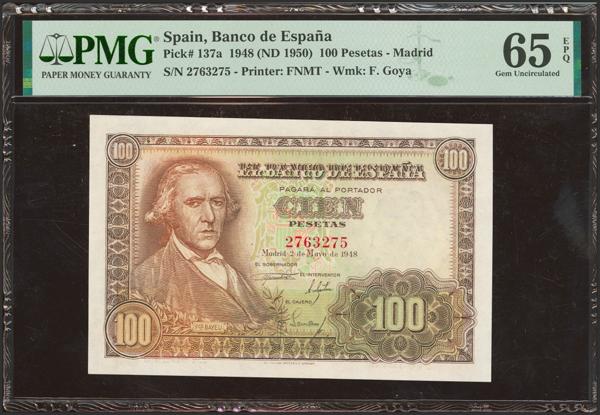 PMG
PAPER MONEY GUARANTY
Spain, Banco de España
Pick# 137a 1948 (ND 1950) 100 Pesetas - Madrid
S/N 2763275 - Printer: FNMT - Wmk: F. Goya
65 EPQ
Gem Uncirculated
100
100
EL BANCO DE ESPAÑA
PAGARÁ AL PORTADOR
CIEN
PESETAS
2763275
Madrid 2 de Mayo de 1948
EL GOBERNADOR
EL INTERVENTOR
EL CAJERO
100
Fco BAYEU
100